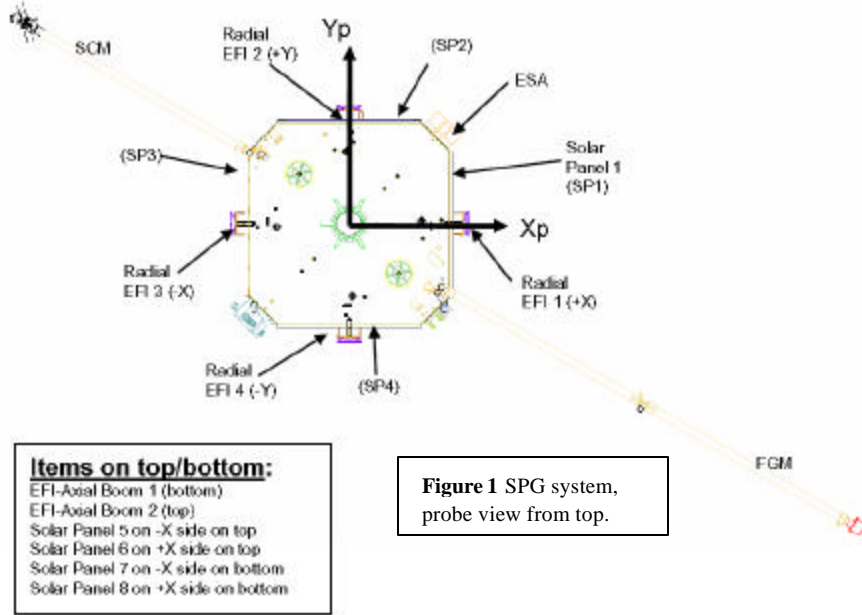 SCM
Radial
EFI 2 (+Y)
Yp
(SP2)
ESA
(SP3)
Solar
Panel 1
(SP1)
Xp
Radial
EFI 3 (-X)
Radial
EFI 1 (+X)
Radial
EFI 4 (-Y)
(SP4)
FGM
Items on top/bottom:
EFI-Axial Boom 1 (bottom)
EFI-Axial Boom 2 (top)
Solar Panel 5 on -X side on top
Solar Panel 6 on +X side on top
Solar Panel 7 on -X side on bottom
Solar Panel 8 on +X side on bottom
Figure 1 SPG system,
probe view from top.